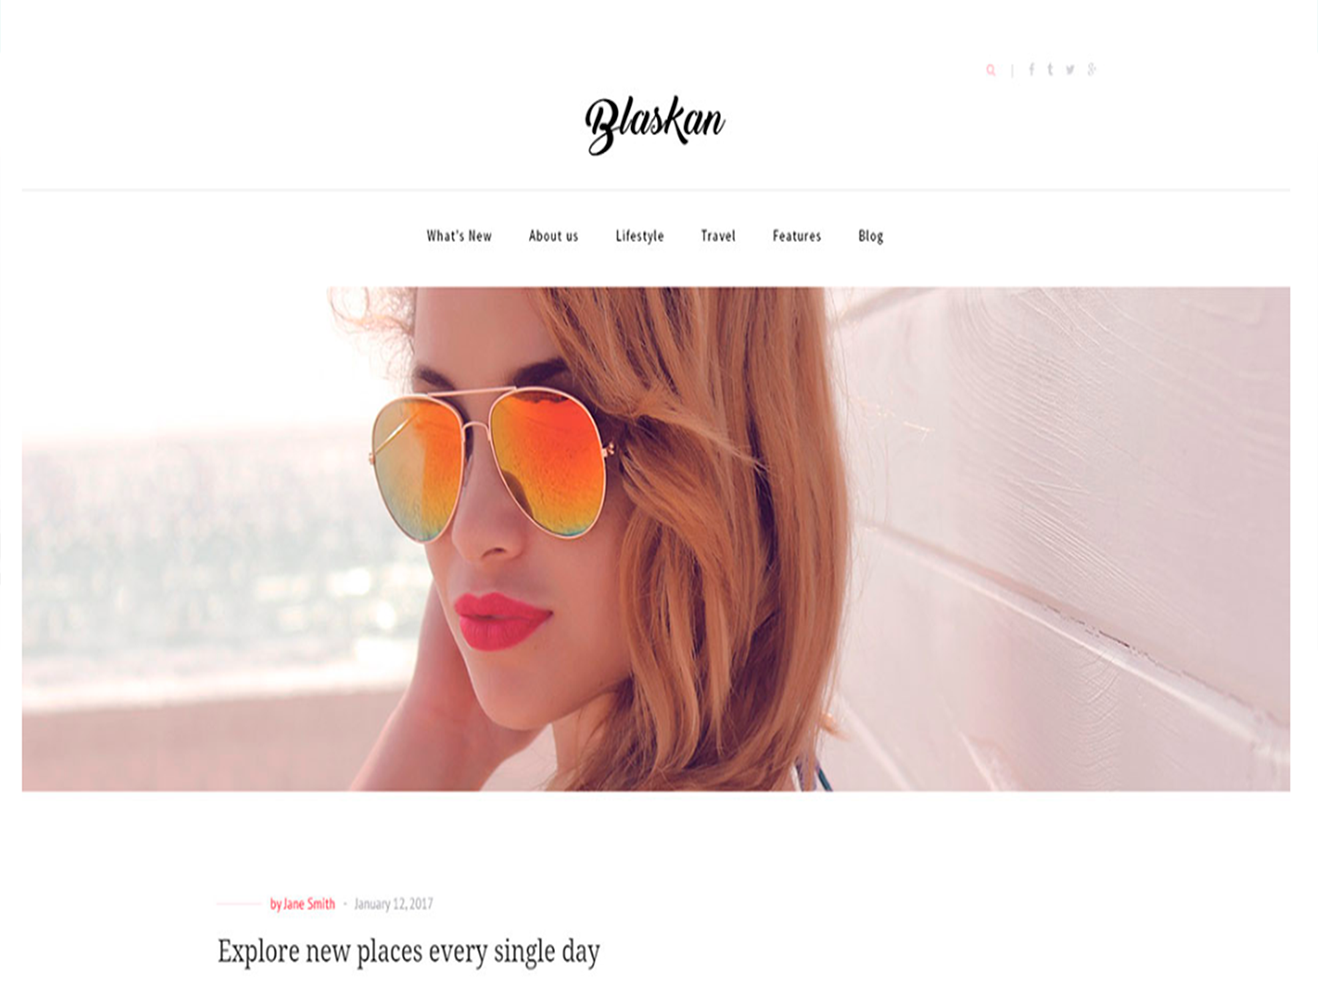 Blaskan
What's New About us Lifestyle Travel Features Blog
by Jane Smith - January 12, 2017
Explore new places every single day